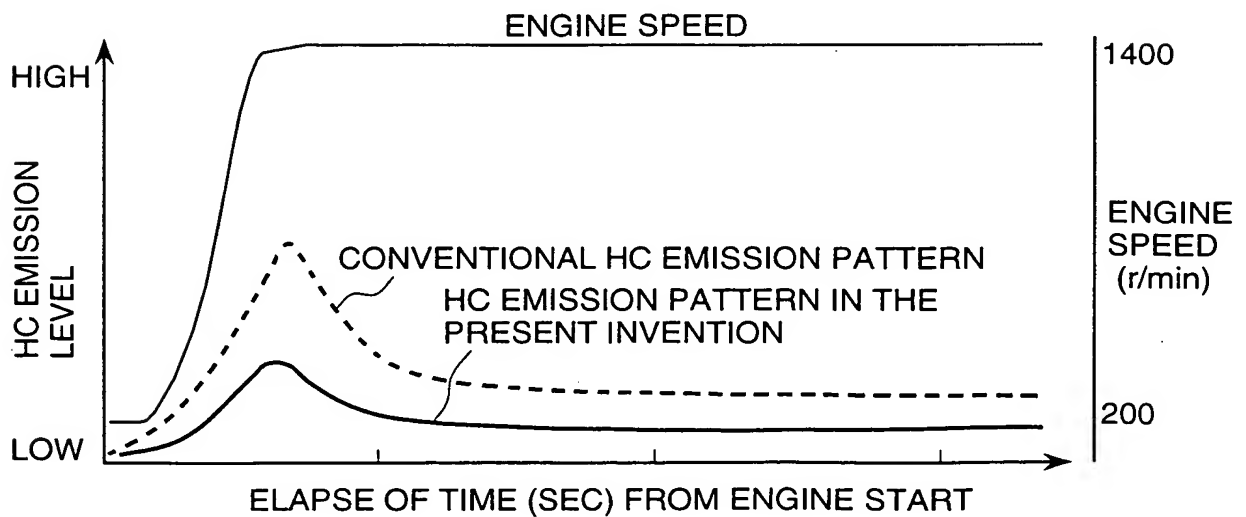 ENGINE SPEED
HIGH
1400
HC EMISSION
LEVEL
CONVENTIONAL HC EMISSION PATTERN
HC EMISSION PATTERN IN THE
PRESENT INVENTION
ENGINE
SPEED
(r/min)
200
LOW
ELAPSE OF TIME (SEC) FROM ENGINE START